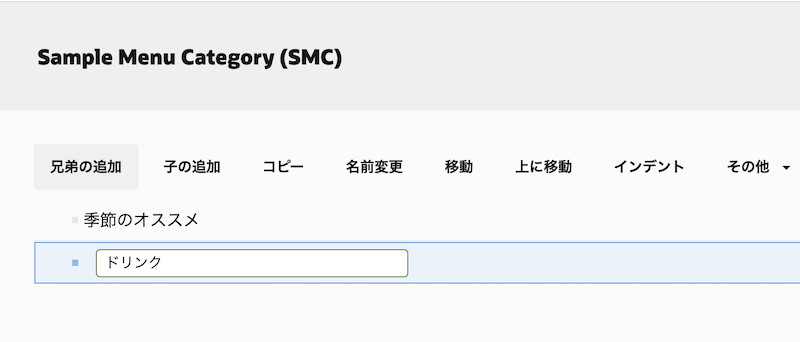 Sample Menu Category (SMC)
兄弟の追加 子の追加 コピー 名前変更 移動 上に移動 インデント その他
季節のオススメ
ドリンク